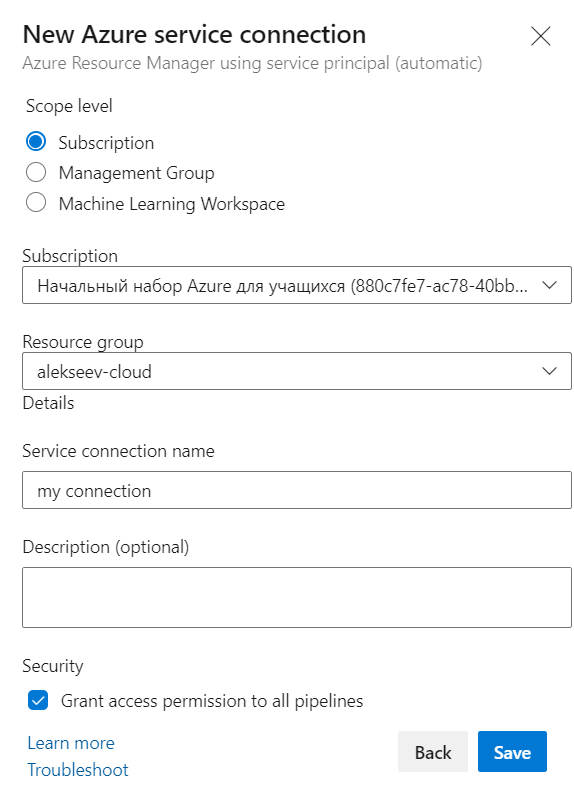 New Azure service connection
Azure Resource Manager using service principal (automatic)
Scope level
Subscription
Management Group
Machine Learning Workspace
Subscription
Начальный набор Azure для учащихся (880c7fe7-ac78-40bb...
Resource group
alekseev-cloud
Details
Service connection name
my connection
Description (optional)
Security
Grant access permission to all pipelines
Learn more
Troubleshoot
Back
Save